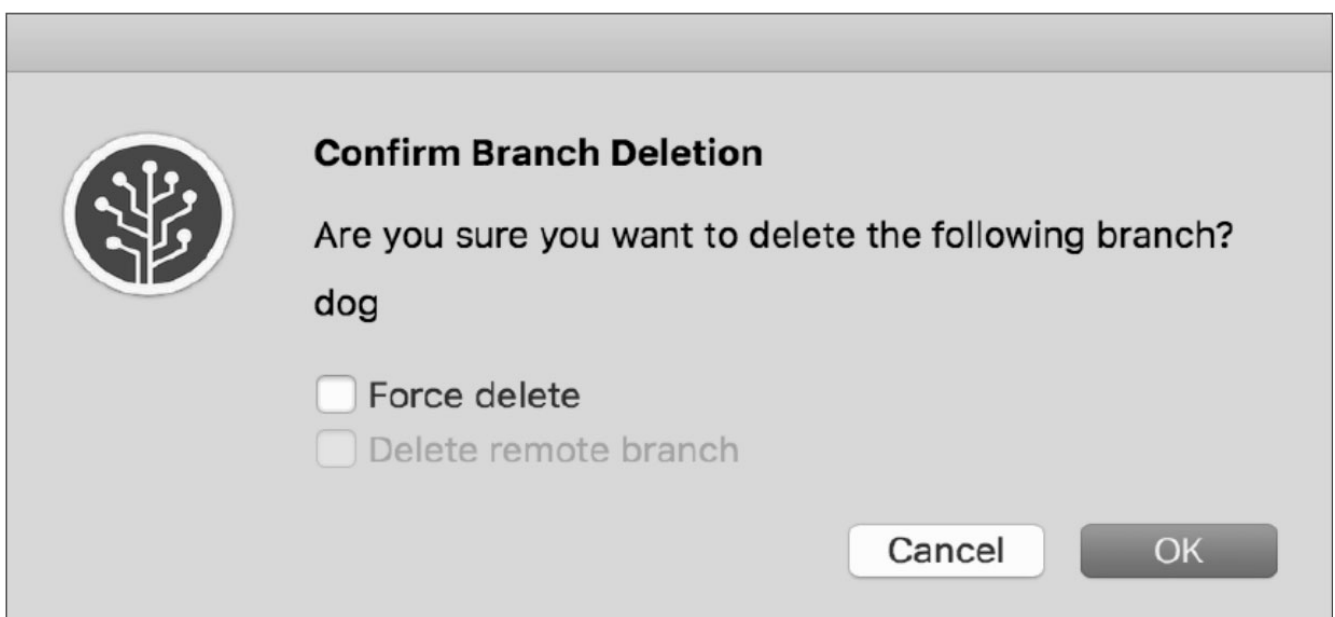 Confirm Branch Deletion
Are you sure you want to delete the following branch?
dog
Force delete
Delete remote branch
Cancel
OK